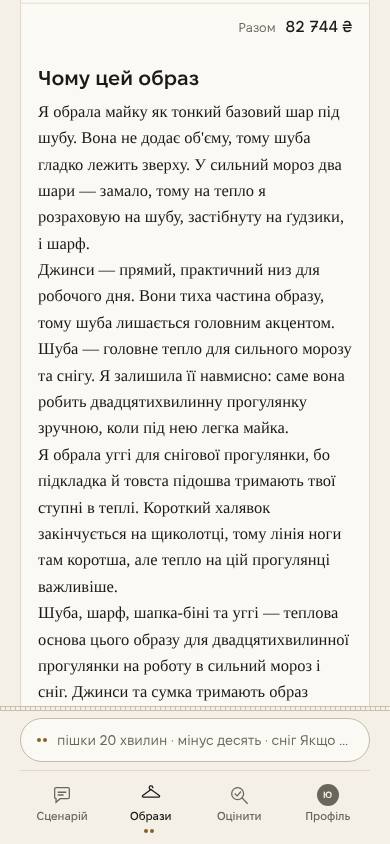 Разом 82 744 ₴
Чому цей образ
Я обрала майку як тонкий базовий шар під
шубу. Вона не додає об'єму, тому шуба
гладко лежить зверху. У сильний мороз два
шари — замало, тому на тепло я
розраховую на шубу, застібнуту на ґудзики,
і шарф.
Джинси — прямий, практичний низ для
робочого дня. Вони тиха частина образу,
тому шуба лишається головним акцентом.
Шуба — головне тепло для сильного морозу
та снігу. Я залишила її навмисно: саме вона
робить двадцятихвилинну прогулянку
зручною, коли під нею легка майка.
Я обрала уггі для снігової прогулянки, бо
підкладка й товста підошва тримають твої
ступні в теплі. Короткий халявок
закінчується на щиколотці, тому лінія ноги
там коротша, але тепло на цій прогулянці
важливіше.
Шуба, шарф, шапка-біні та уггі — теплова
основа цього образу для двадцятихвилинної
прогулянки на роботу в сильний мороз і
сніг. Джинси та сумка тримають образ
пішки 20 хвилин · мінус десять · сніг Якщо ...
Сценарій
Образи
Оцінити
Ю
Профіль